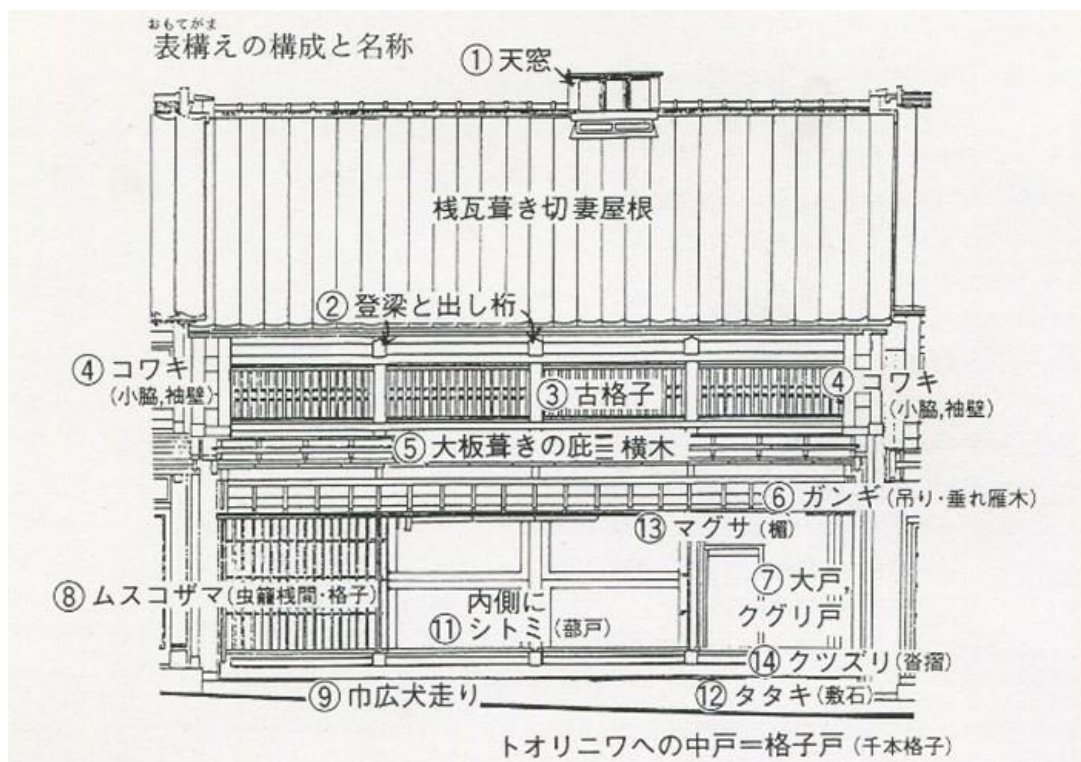 おもてがま
表構えの構成と名称
①天窓
桟瓦葺き切妻屋根
②登梁と出し桁
④コワキ
(小脇,袖壁)
③古格子
④コワキ
(小脇,袖壁)
⑤大板葺きの庇≡横木
⑥ガンギ(吊り・垂れ雁木)
⑬マグサ(楣)
⑦大戸,
クグリ戸
⑧ムスコザマ(虫籠桟間・格子)
内側に
⑪シトミ(蔀戸)
⑭クツズリ(沓摺)
⑨巾広犬走り
⑫タタキ(敷石)
トオリニワへの中戸=格子戸(千本格子)